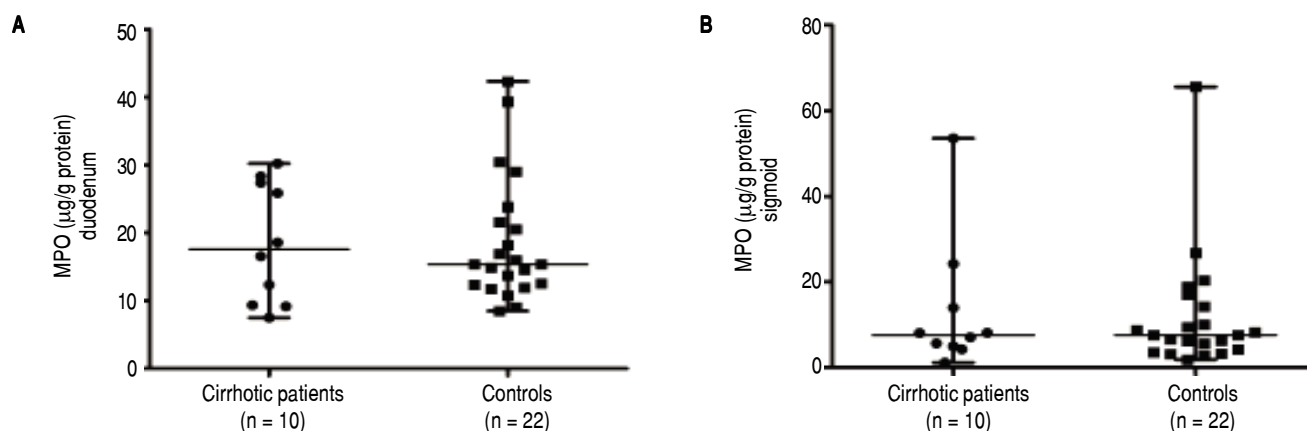 A
MPO (μg/g protein)
duodenum
50
40
30
20
10
0
Cirrhotic patients
(n = 10)
Controls
(n = 22)
B
MPO (μg/g protein)
sigmoid
80
60
40
20
0
Cirrhotic patients
(n = 10)
Controls
(n = 22)